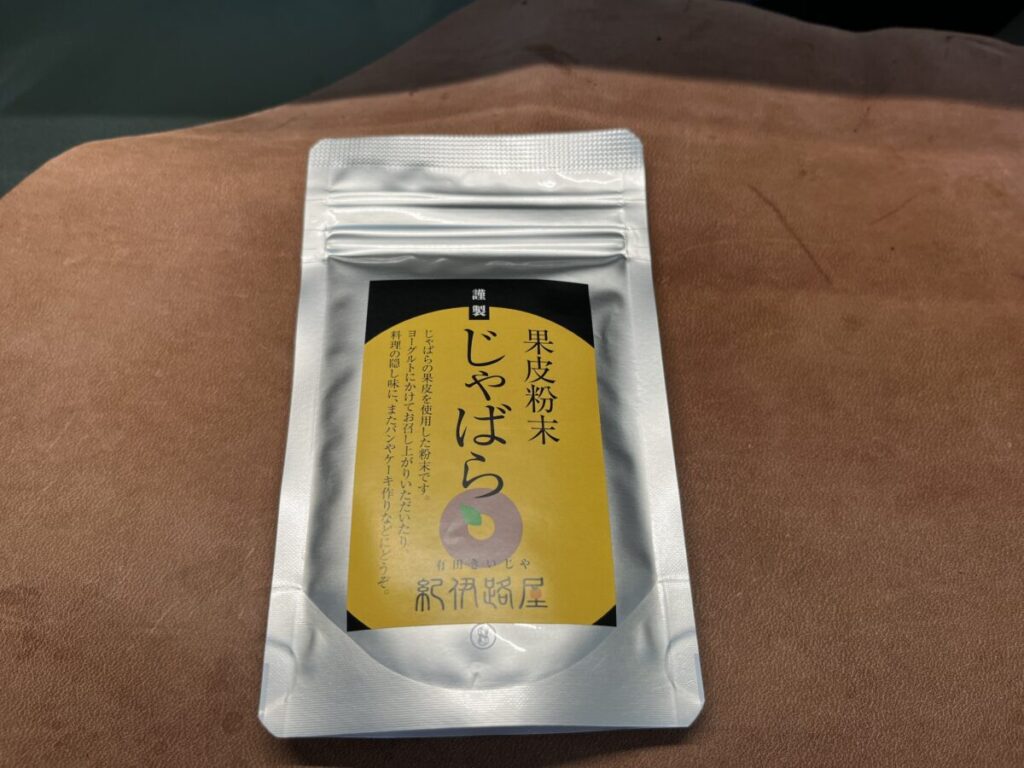 謹製
果皮粉末
じゃばら
じゃばらの果皮を使用した粉末です。
ヨーグルトにかけてお召し上がりいただいたり、
料理の隠し味に、またパンやケーキ作りなどにどうぞ。
有田きいじや
紀伊路屋